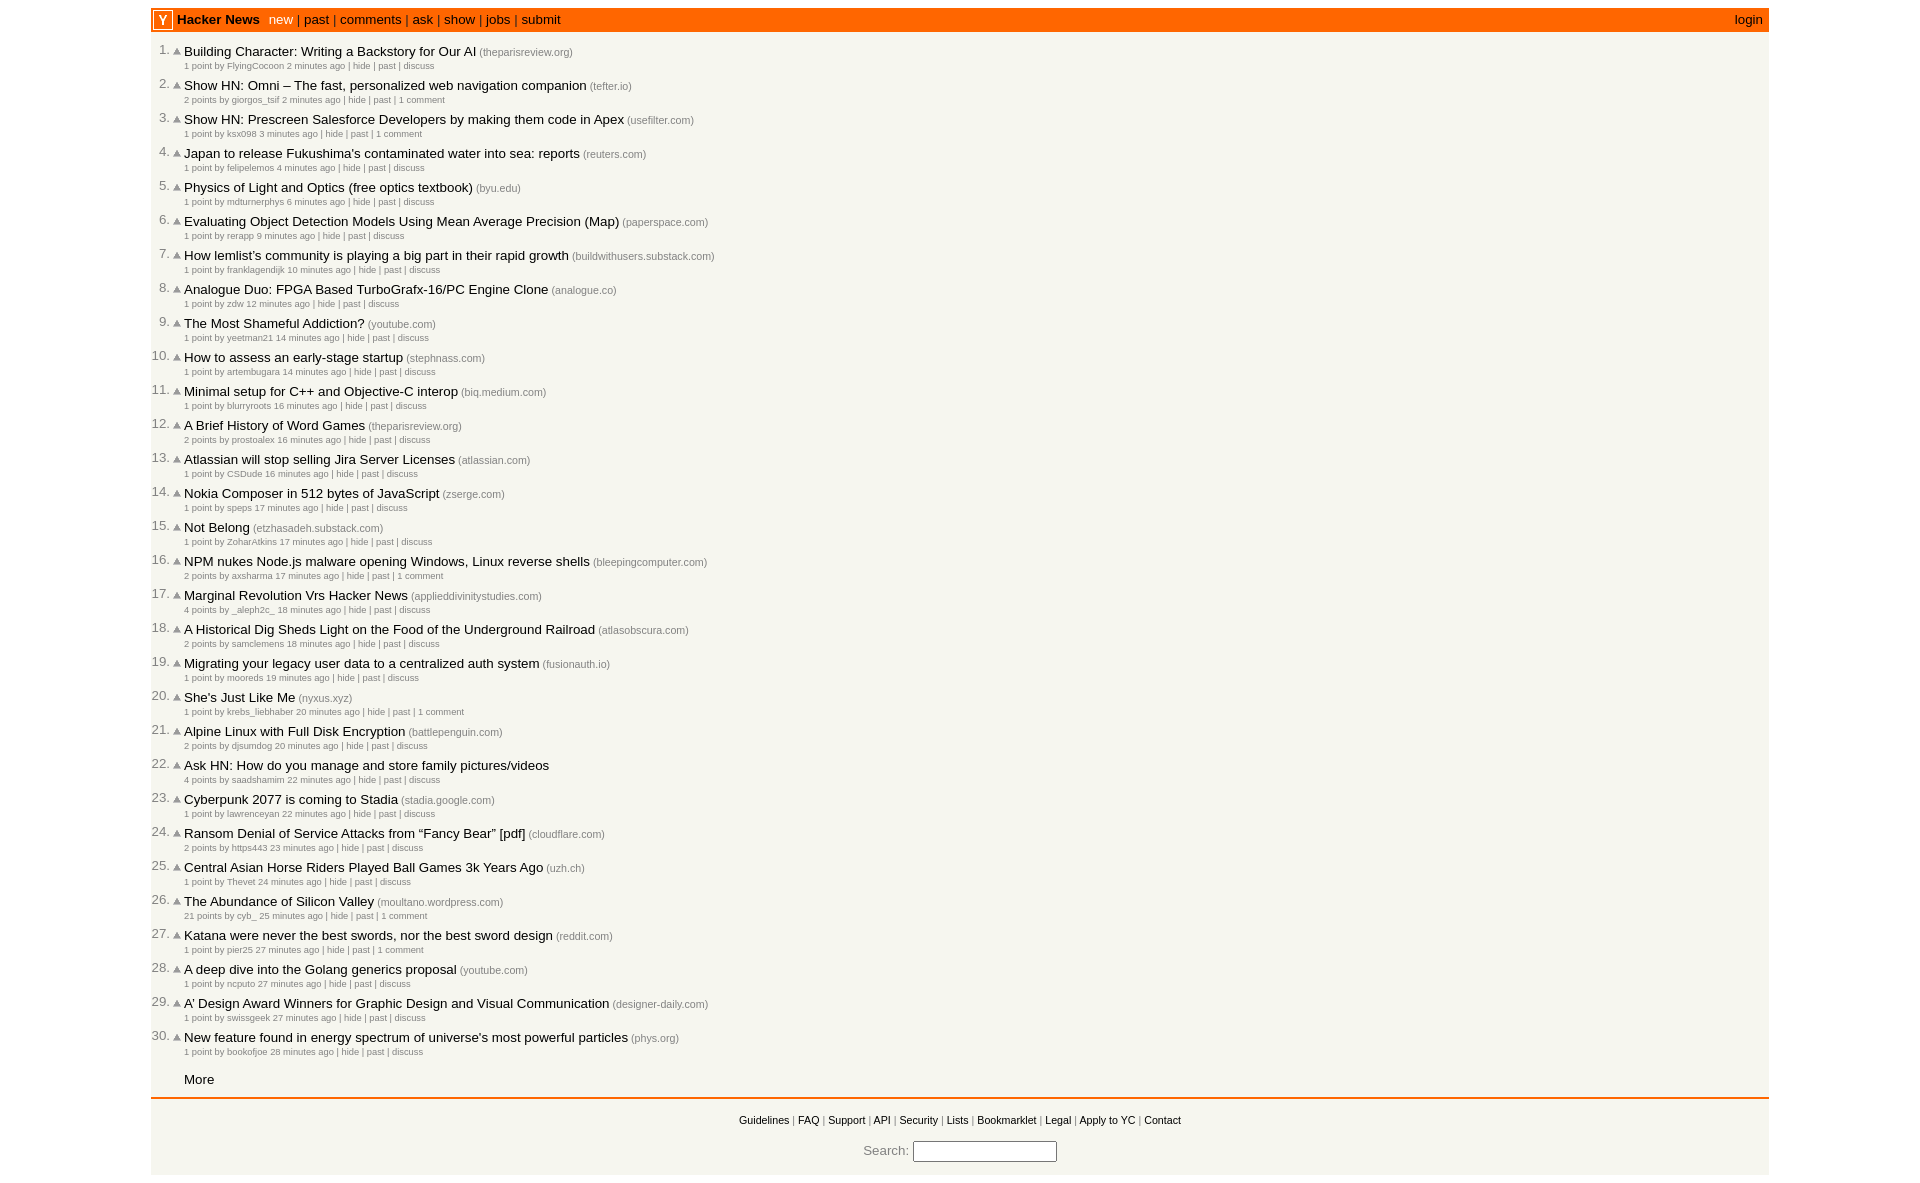 Y Hacker News new | past | comments | ask | show | jobs | submit login
1. Building Character: Writing a Backstory for Our AI (theparisreview.org)
1 point by FlyingCocoon 2 minutes ago | hide | past | discuss
2. Show HN: Omni – The fast, personalized web navigation companion (tefter.io)
2 points by giorgos_tsif 2 minutes ago | hide | past | 1 comment
3. Show HN: Prescreen Salesforce Developers by making them code in Apex (usefilter.com)
1 point by ksx098 3 minutes ago | hide | past | 1 comment
4. Japan to release Fukushima's contaminated water into sea: reports (reuters.com)
1 point by felipelemos 4 minutes ago | hide | past | discuss
5. Physics of Light and Optics (free optics textbook) (byu.edu)
1 point by mdturnerphys 6 minutes ago | hide | past | discuss
6. Evaluating Object Detection Models Using Mean Average Precision (Map) (paperspace.com)
1 point by rerapp 9 minutes ago | hide | past | discuss
7. How lemlist’s community is playing a big part in their rapid growth (buildwithusers.substack.com)
1 point by franklagendijk 10 minutes ago | hide | past | discuss
8. Analogue Duo: FPGA Based TurboGrafx-16/PC Engine Clone (analogue.co)
1 point by zdw 12 minutes ago | hide | past | discuss
9. The Most Shameful Addiction? (youtube.com)
1 point by yeetman21 14 minutes ago | hide | past | discuss
10. How to assess an early-stage startup (stephnass.com)
1 point by artembugara 14 minutes ago | hide | past | discuss
11. Minimal setup for C++ and Objective-C interop (biq.medium.com)
1 point by blurryroots 16 minutes ago | hide | past | discuss
12. A Brief History of Word Games (theparisreview.org)
2 points by prostoalex 16 minutes ago | hide | past | discuss
13. Atlassian will stop selling Jira Server Licenses (atlassian.com)
1 point by CSDude 16 minutes ago | hide | past | discuss
14. Nokia Composer in 512 bytes of JavaScript (zserge.com)
1 point by speps 17 minutes ago | hide | past | discuss
15. Not Belong (etzhasadeh.substack.com)
1 point by ZoharAtkins 17 minutes ago | hide | past | discuss
16. NPM nukes Node.js malware opening Windows, Linux reverse shells (bleepingcomputer.com)
2 points by axsharma 17 minutes ago | hide | past | 1 comment
17. Marginal Revolution Vrs Hacker News (applieddivinitystudies.com)
4 points by _aleph2c_ 18 minutes ago | hide | past | discuss
18. A Historical Dig Sheds Light on the Food of the Underground Railroad (atlasobscura.com)
2 points by samclemens 18 minutes ago | hide | past | discuss
19. Migrating your legacy user data to a centralized auth system (fusionauth.io)
1 point by mooreds 19 minutes ago | hide | past | discuss
20. She's Just Like Me (nyxus.xyz)
1 point by krebs_liebhaber 20 minutes ago | hide | past | 1 comment
21. Alpine Linux with Full Disk Encryption (battlepenguin.com)
2 points by djsumdog 20 minutes ago | hide | past | discuss
22. Ask HN: How do you manage and store family pictures/videos
4 points by saadshamim 22 minutes ago | hide | past | discuss
23. Cyberpunk 2077 is coming to Stadia (stadia.google.com)
1 point by lawrenceyan 22 minutes ago | hide | past | discuss
24. Ransom Denial of Service Attacks from “Fancy Bear” [pdf] (cloudflare.com)
2 points by https443 23 minutes ago | hide | past | discuss
25. Central Asian Horse Riders Played Ball Games 3k Years Ago (uzh.ch)
1 point by Thevet 24 minutes ago | hide | past | discuss
26. The Abundance of Silicon Valley (moultano.wordpress.com)
21 points by cyb_ 25 minutes ago | hide | past | 1 comment
27. Katana were never the best swords, nor the best sword design (reddit.com)
1 point by pier25 27 minutes ago | hide | past | 1 comment
28. A deep dive into the Golang generics proposal (youtube.com)
1 point by ncputo 27 minutes ago | hide | past | discuss
29. A’ Design Award Winners for Graphic Design and Visual Communication (designer-daily.com)
1 point by swissgeek 27 minutes ago | hide | past | discuss
30. New feature found in energy spectrum of universe's most powerful particles (phys.org)
1 point by bookofjoe 28 minutes ago | hide | past | discuss
More
Guidelines | FAQ | Support | API | Security | Lists | Bookmarklet | Legal | Apply to YC | Contact
Search: